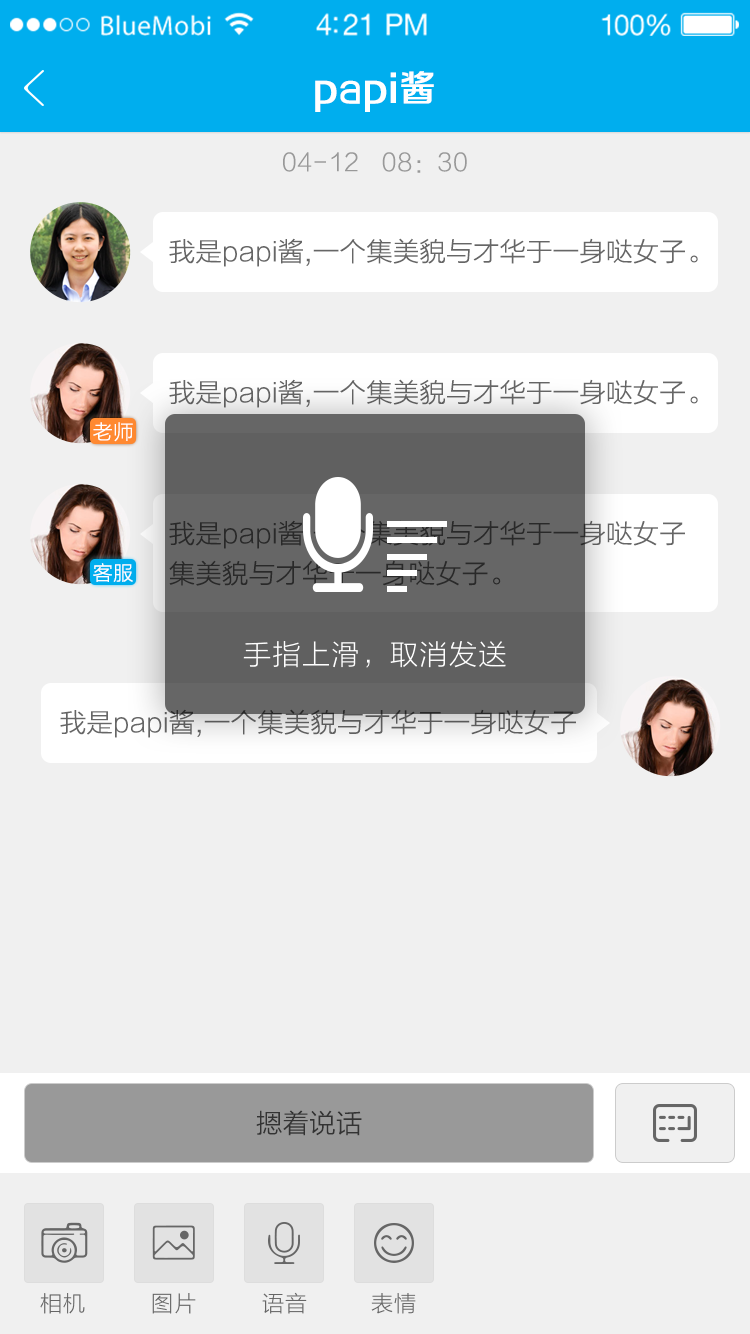 BlueMobi 4:21 PM 100%
papi酱
04-12 08：30
我是papi酱,一个集美貌与才华于一身哒女子。
我是papi酱,一个集美貌与才华于一身哒女子。
老师
我是papi酱,一个集美貌与才华于一身哒女子
集美貌与才华于一身哒女子。
客服
手指上滑，取消发送
我是papi酱,一个集美貌与才华于一身哒女子
摁着说话
相机 图片 语音 表情